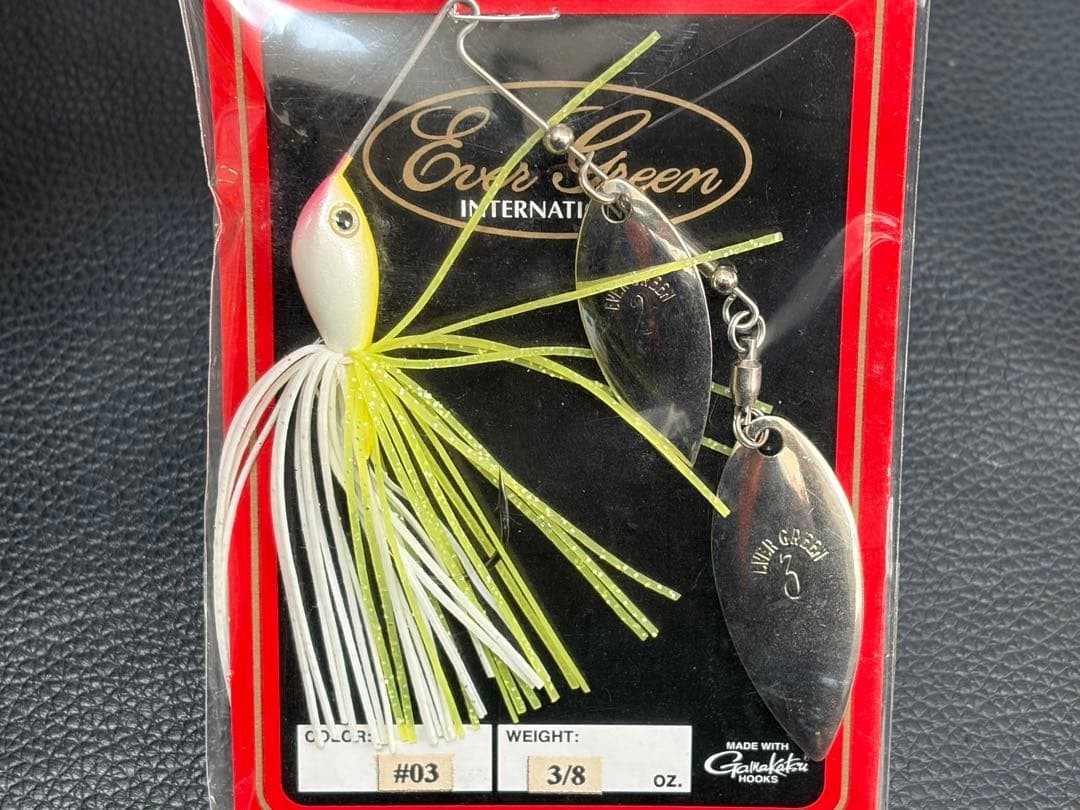 Ever Green
INTERNATI
EVER GREEN
2
EVER GREEN
3
COLOR:
#03
WEIGHT:
3/8
OZ.
MADE WITH
Gamakatsu
HOOKS